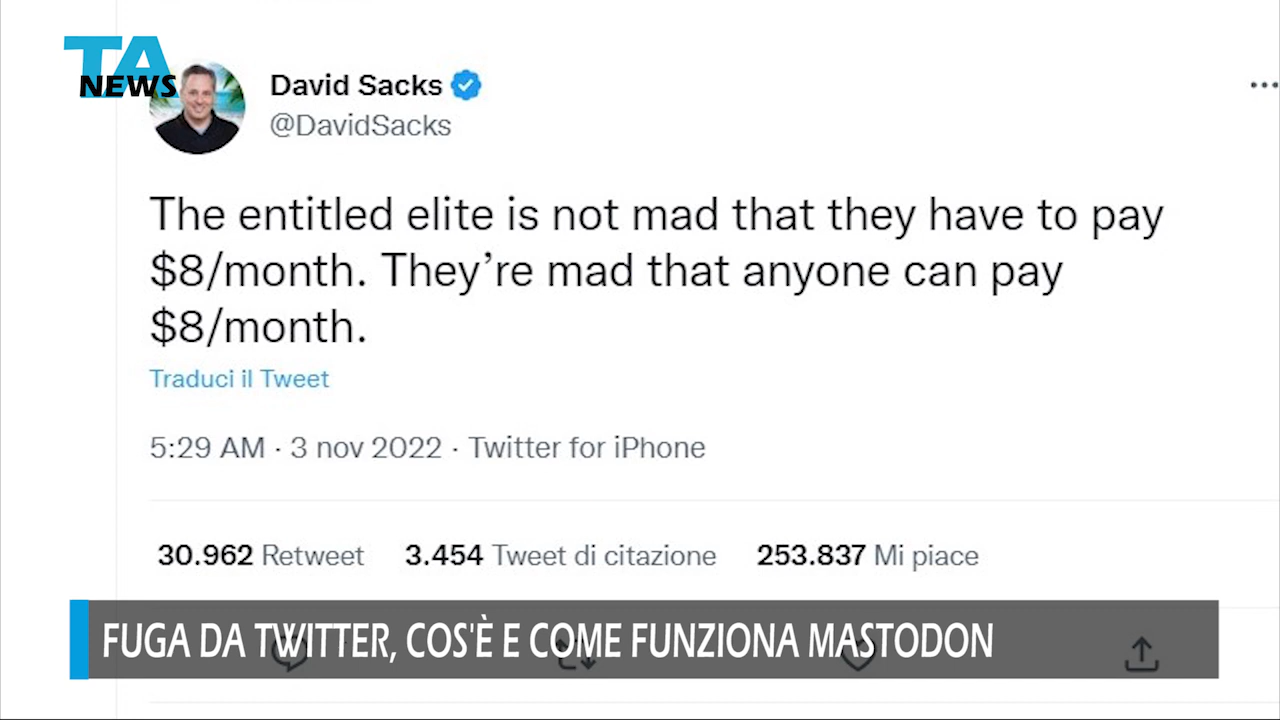 TA
NEWS
David Sacks
@DavidSacks
The entitled elite is not mad that they have to pay
$8/month. They’re mad that anyone can pay
$8/month.
Traduci il Tweet
5:29 AM · 3 nov 2022 · Twitter for iPhone
30.962 Retweet 3.454 Tweet di citazione 253.837 Mi piace
FUGA DA TWITTER, COS'È E COME FUNZIONA MASTODON